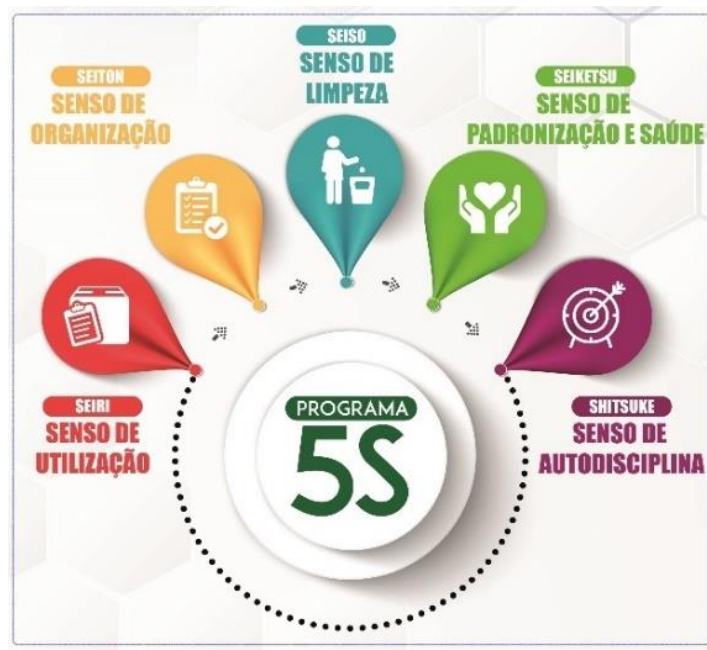 SEISO
SENSO DE
LIMPEZA
SEITON
SENSO DE
ORGANIZAÇÃO
SEIKETSU
SENSO DE
PADRONIZAÇÃO E SAÚDE
SEIRI
SENSO DE
UTILIZAÇÃO
PROGRAMA
5S
SHITSUKE
SENSO DE
AUTODISCIPLINA